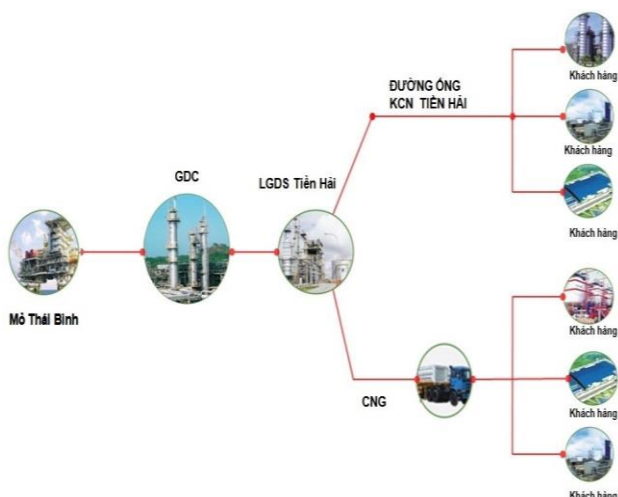 Khách hàng
ĐƯỜNG ỐNG
KCN TIỀN HẢI
Khách hàng
GDC
LGDS Tiền Hải
Khách hàng
Mỏ Thái Bình
Khách hàng
CNG
Khách hàng
Khách hàng